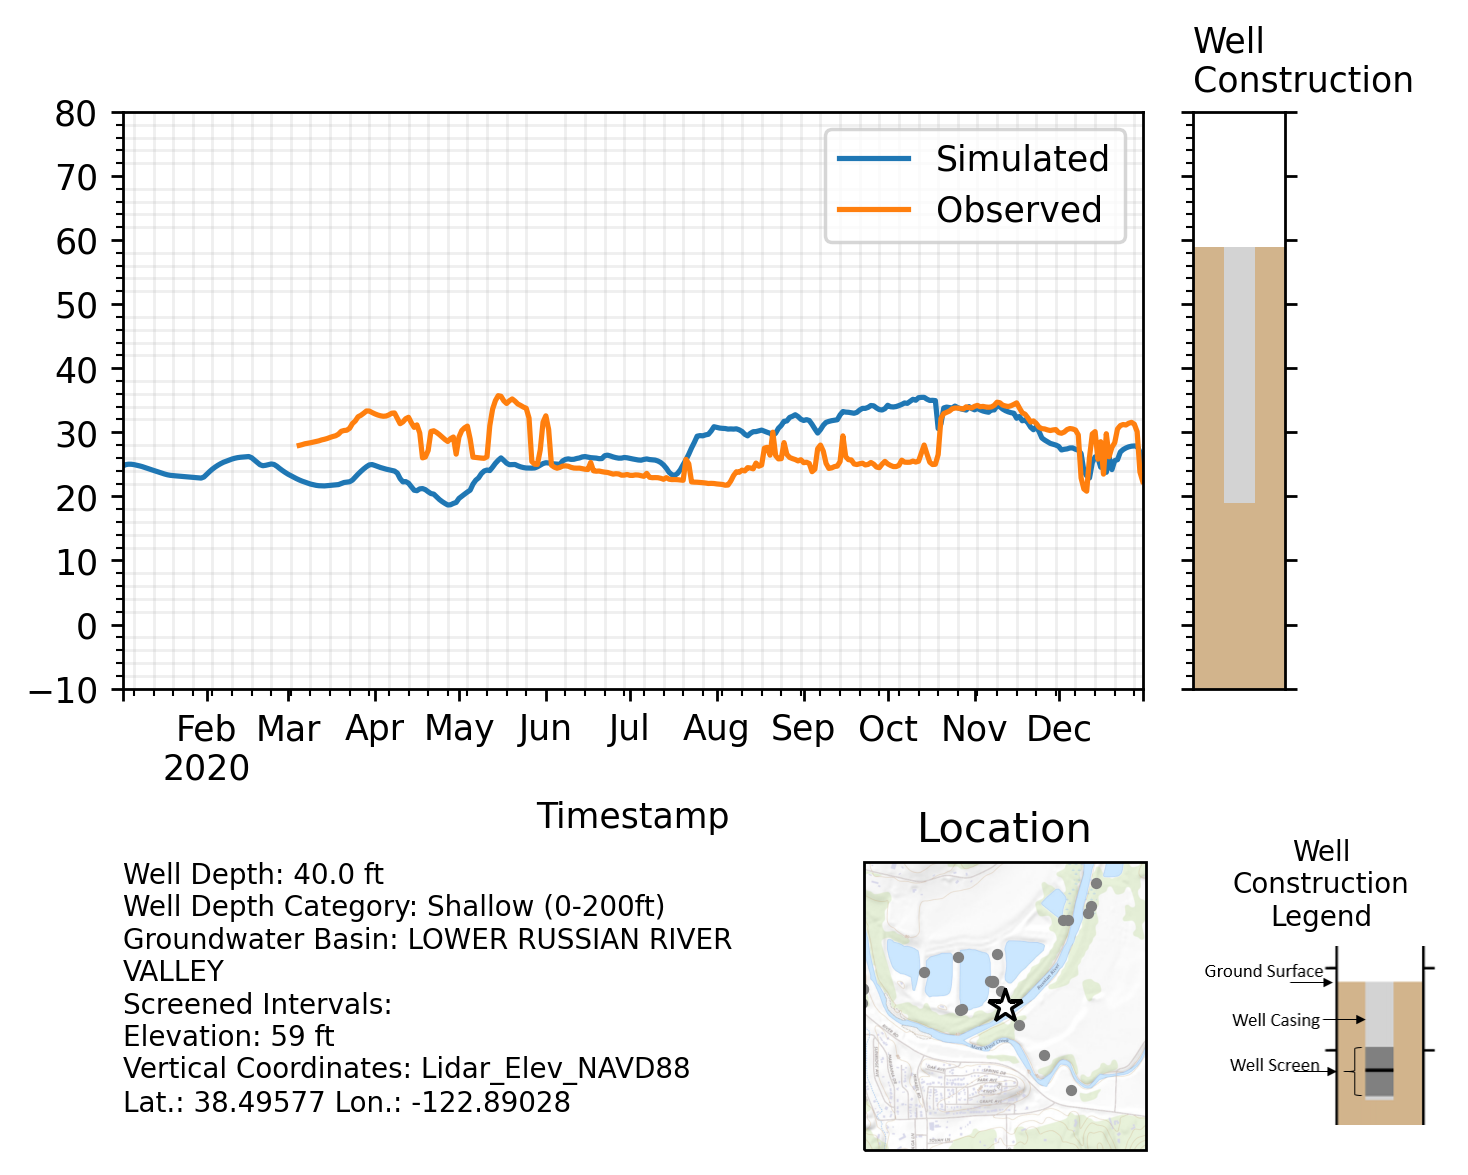 Well
Construction
80
70
60
50
40
30
20
10
0
−10
Simulated
Observed
Feb
Mar
Apr
May
Jun
Jul
Aug
Sep
Oct
Nov
Dec
2020
Timestamp
Well Depth: 40.0 ft
Well Depth Category: Shallow (0-200ft)
Groundwater Basin: LOWER RUSSIAN RIVER
VALLEY
Screened Intervals:
Elevation: 59 ft
Vertical Coordinates: Lidar_Elev_NAVD88
Lat.: 38.49577 Lon.: -122.89028
Location
Well
Construction
Legend
Ground Surface
Well Casing
Well Screen